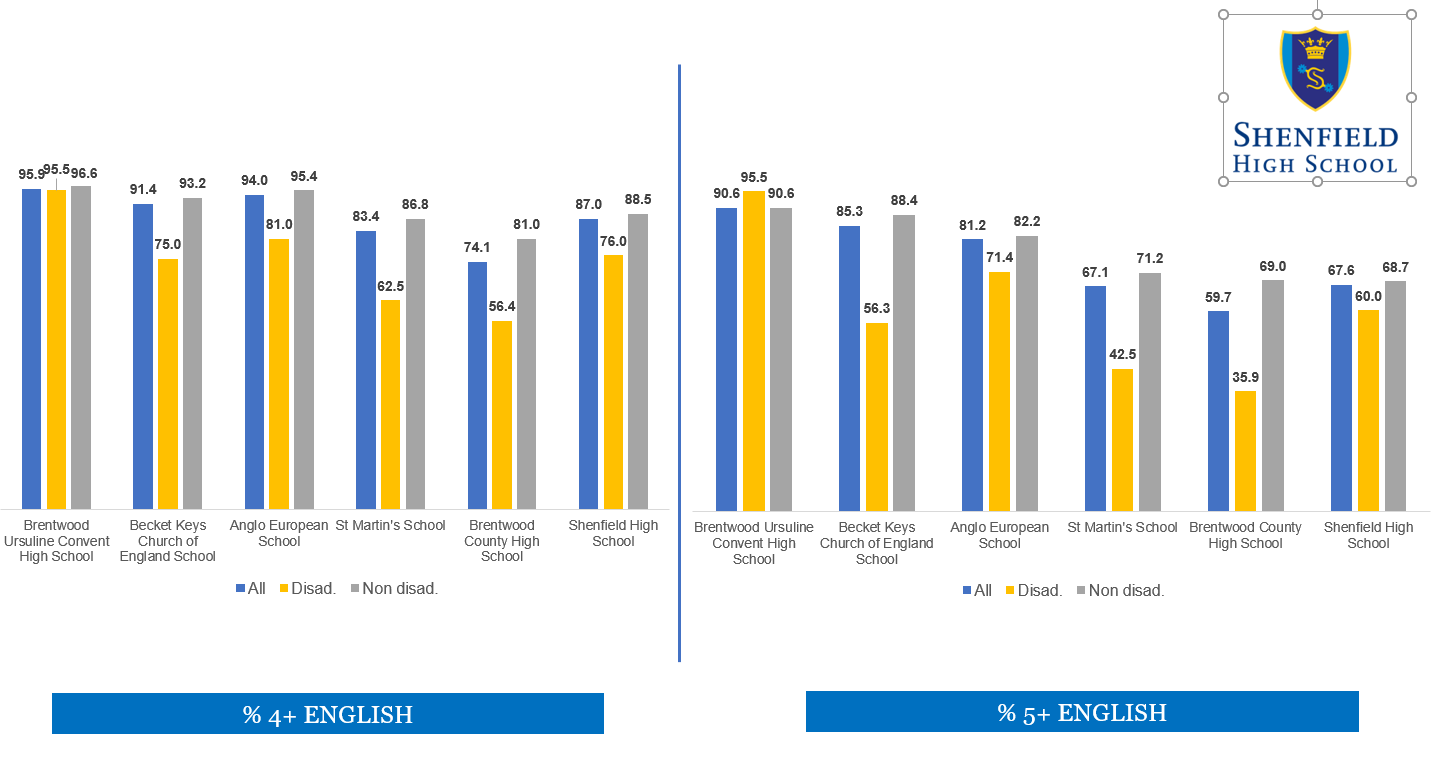 SHENFIELD
HIGH SCHOOL
95.9 95.5 96.6
91.4 75.0 93.2
94.0 81.0 95.4
83.4 62.5 86.8
74.1 56.4 81.0
87.0 76.0 88.5
Brentwood
Ursuline Convent
High School
Becket Keys
Church of
England School
Anglo European
School
St Martin's School
Brentwood
County High
School
Shenfield High
School
All Disad. Non disad.
% 4+ ENGLISH
90.6 95.5 90.6
85.3 56.3 88.4
81.2 71.4 82.2
67.1 42.5 71.2
59.7 35.9 69.0
67.6 60.0 68.7
Brentwood Ursuline
Convent High
School
Becket Keys
Church of England
School
Anglo European
School
St Martin's School
Brentwood County
High School
Shenfield High
School
All Disad. Non disad.
% 5+ ENGLISH